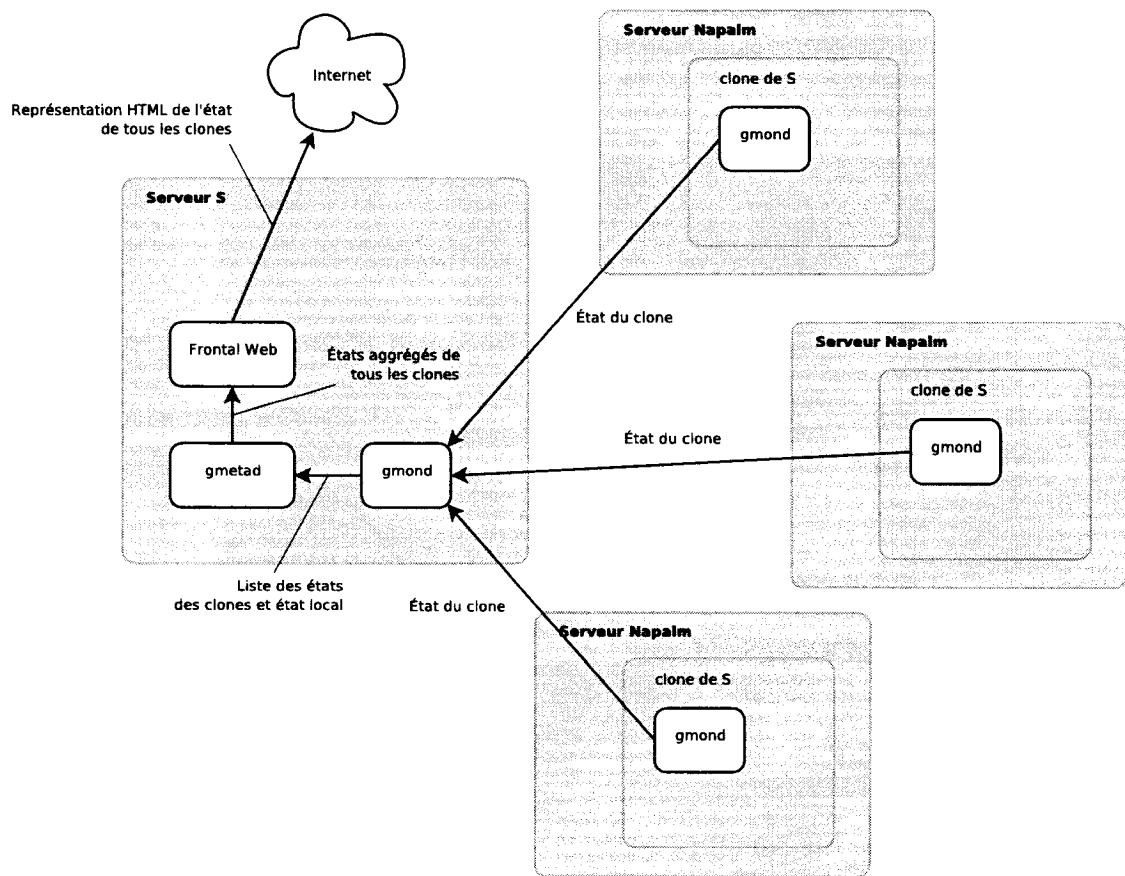 Serveur Napalm
clone de S
gmond
Internet
Représentation HTML de l'état
de tous les clones
Serveur S
État du clone
Frontal Web
États aggrégés de
tous les clones
Serveur Napalm
clone de S
gmond
État du clone
gmetad
gmond
Liste des états
des clones et état local
État du clone
Serveur Napalm
clone de S
gmond